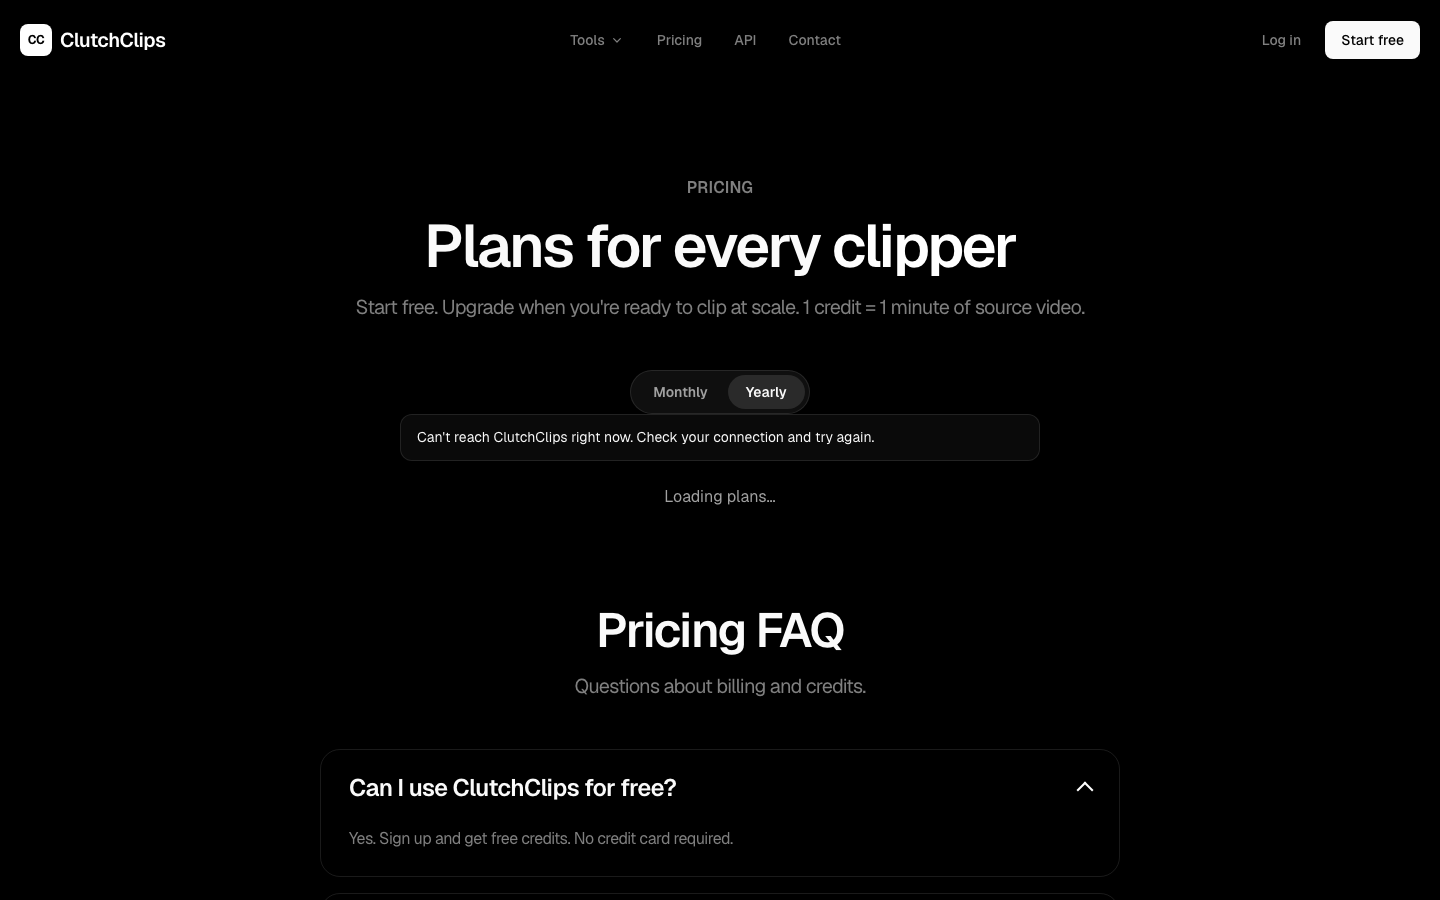 CC ClutchClips
Tools Pricing API Contact
Log in Start free
PRICING
Plans for every clipper
Start free. Upgrade when you're ready to clip at scale. 1 credit = 1 minute of source video.
Monthly Yearly
Can't reach ClutchClips right now. Check your connection and try again.
Loading plans...
Pricing FAQ
Questions about billing and credits.
Can I use ClutchClips for free?
Yes. Sign up and get free credits. No credit card required.